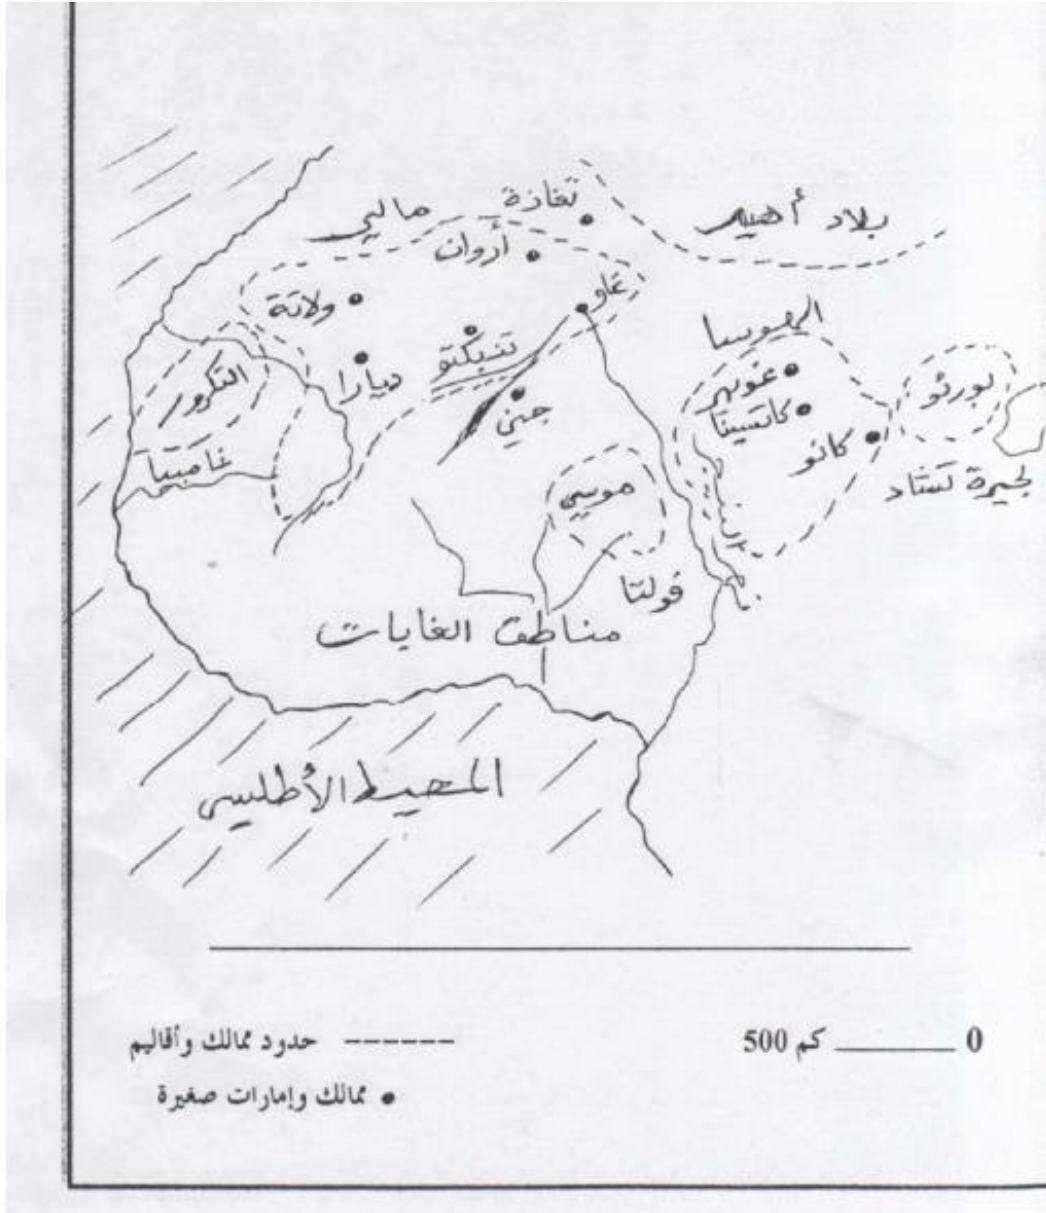 تغازة
مالي
بلاد أهير
أروان
غاو
ولاتة
الهوسا
تنبكتو
ديارا
التكرور
غوبير
بورنو
جني
كاتسينا
كانو
غامبيا
موسي
بحيرة تشاد
فولتا
مناطق الغابات
المحيط الأطلسي
حدود ممالك وأقاليم
0 كم 500
ممالك وإمارات صغيرة